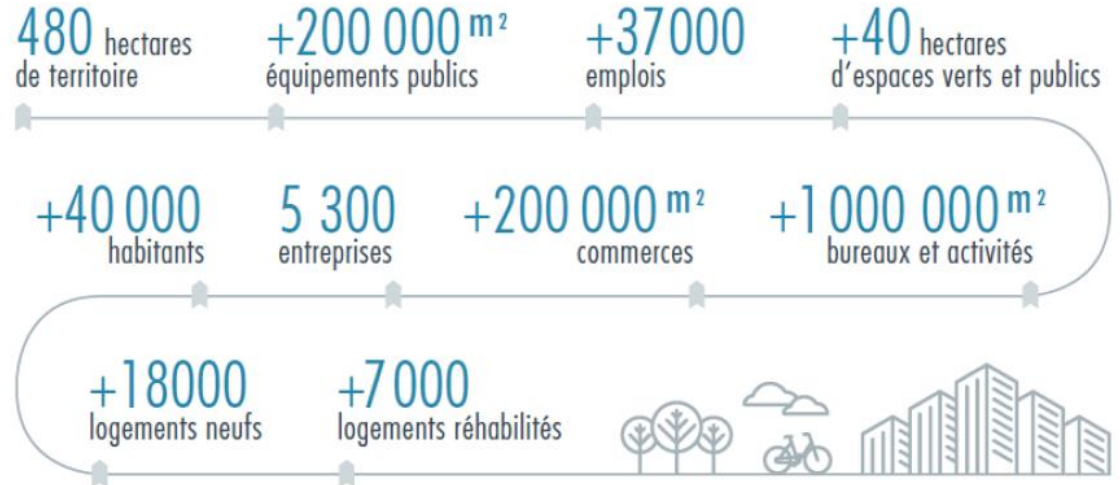 480 hectares
de territoire
+200 000 m²
équipements publics
+37000
emplois
+40 hectares
d'espaces verts et publics
+40 000
habitants
5 300
entreprises
+200 000 m²
commerces
+1 000 000 m²
bureaux et activités
+18000
logements neufs
+7 000
logements réhabilités